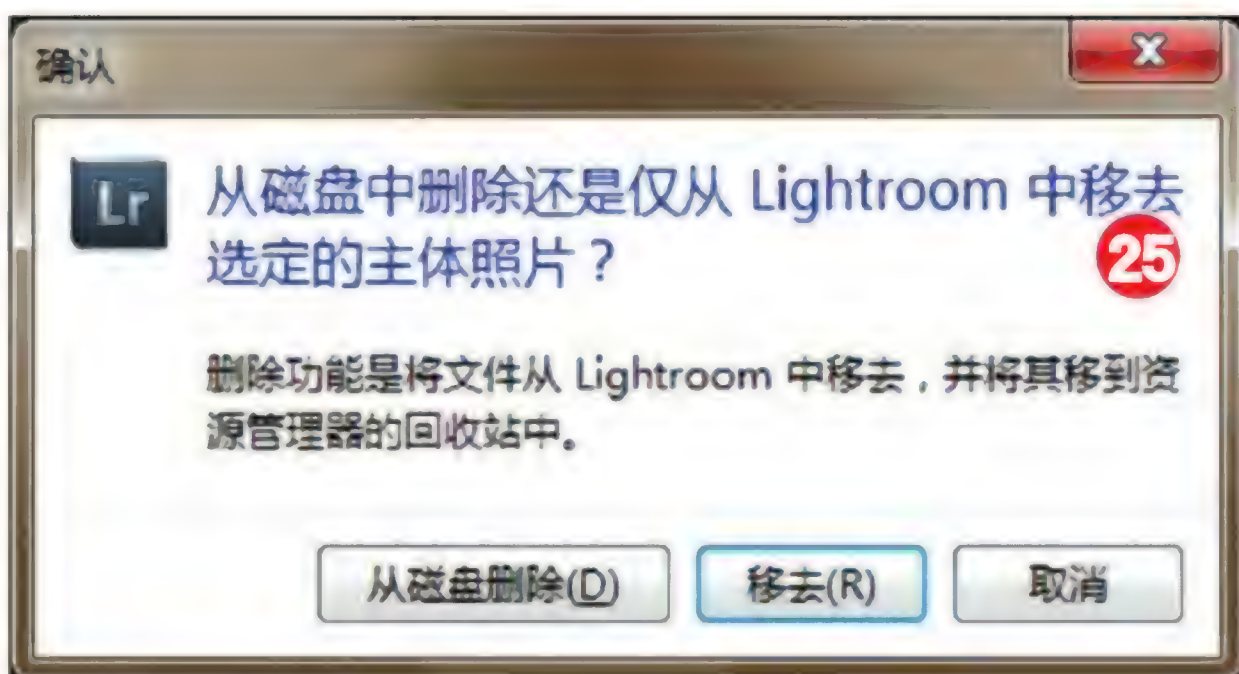 确认
Lr
从磁盘中删除还是仅从 Lightroom 中移去
选定的主体照片？
25
删除功能是将文件从 Lightroom 中移去，并将其移到资
源管理器的回收站中。
从磁盘删除(D)
移去(R)
取消